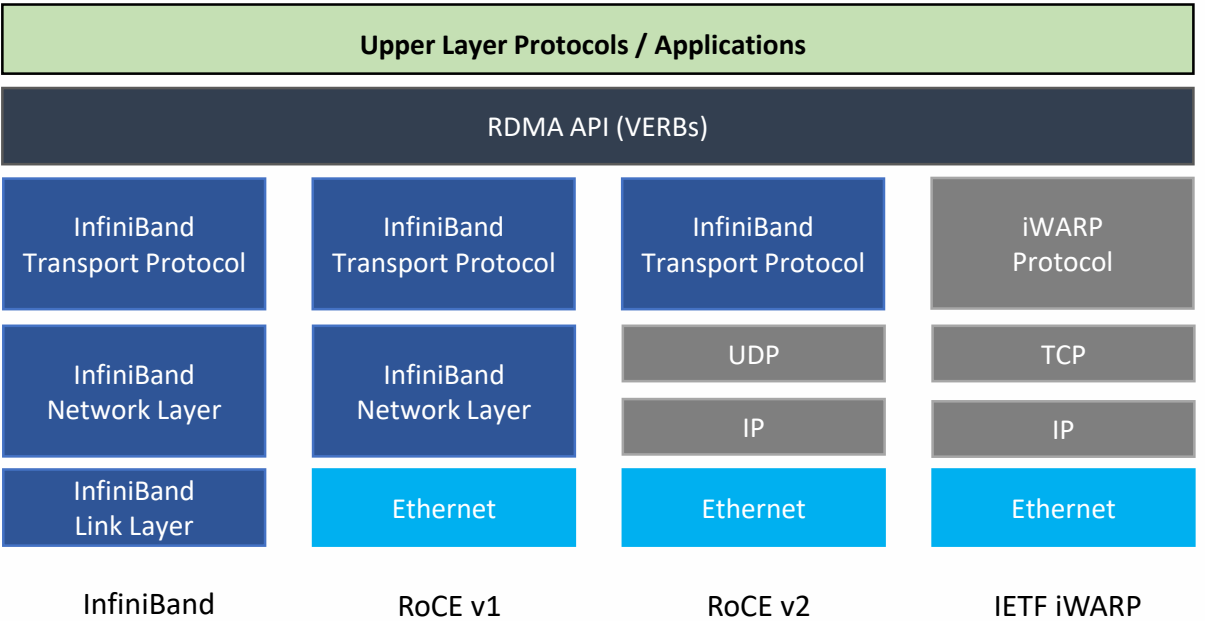 Upper Layer Protocols / Applications
RDMA API (VERBs)
InfiniBand
Transport Protocol
InfiniBand
Transport Protocol
InfiniBand
Transport Protocol
iWARP
Protocol
InfiniBand
Network Layer
InfiniBand
Network Layer
UDP
TCP
IP
IP
InfiniBand
Link Layer
Ethernet
Ethernet
Ethernet
InfiniBand
RoCE v1
RoCE v2
IETF iWARP